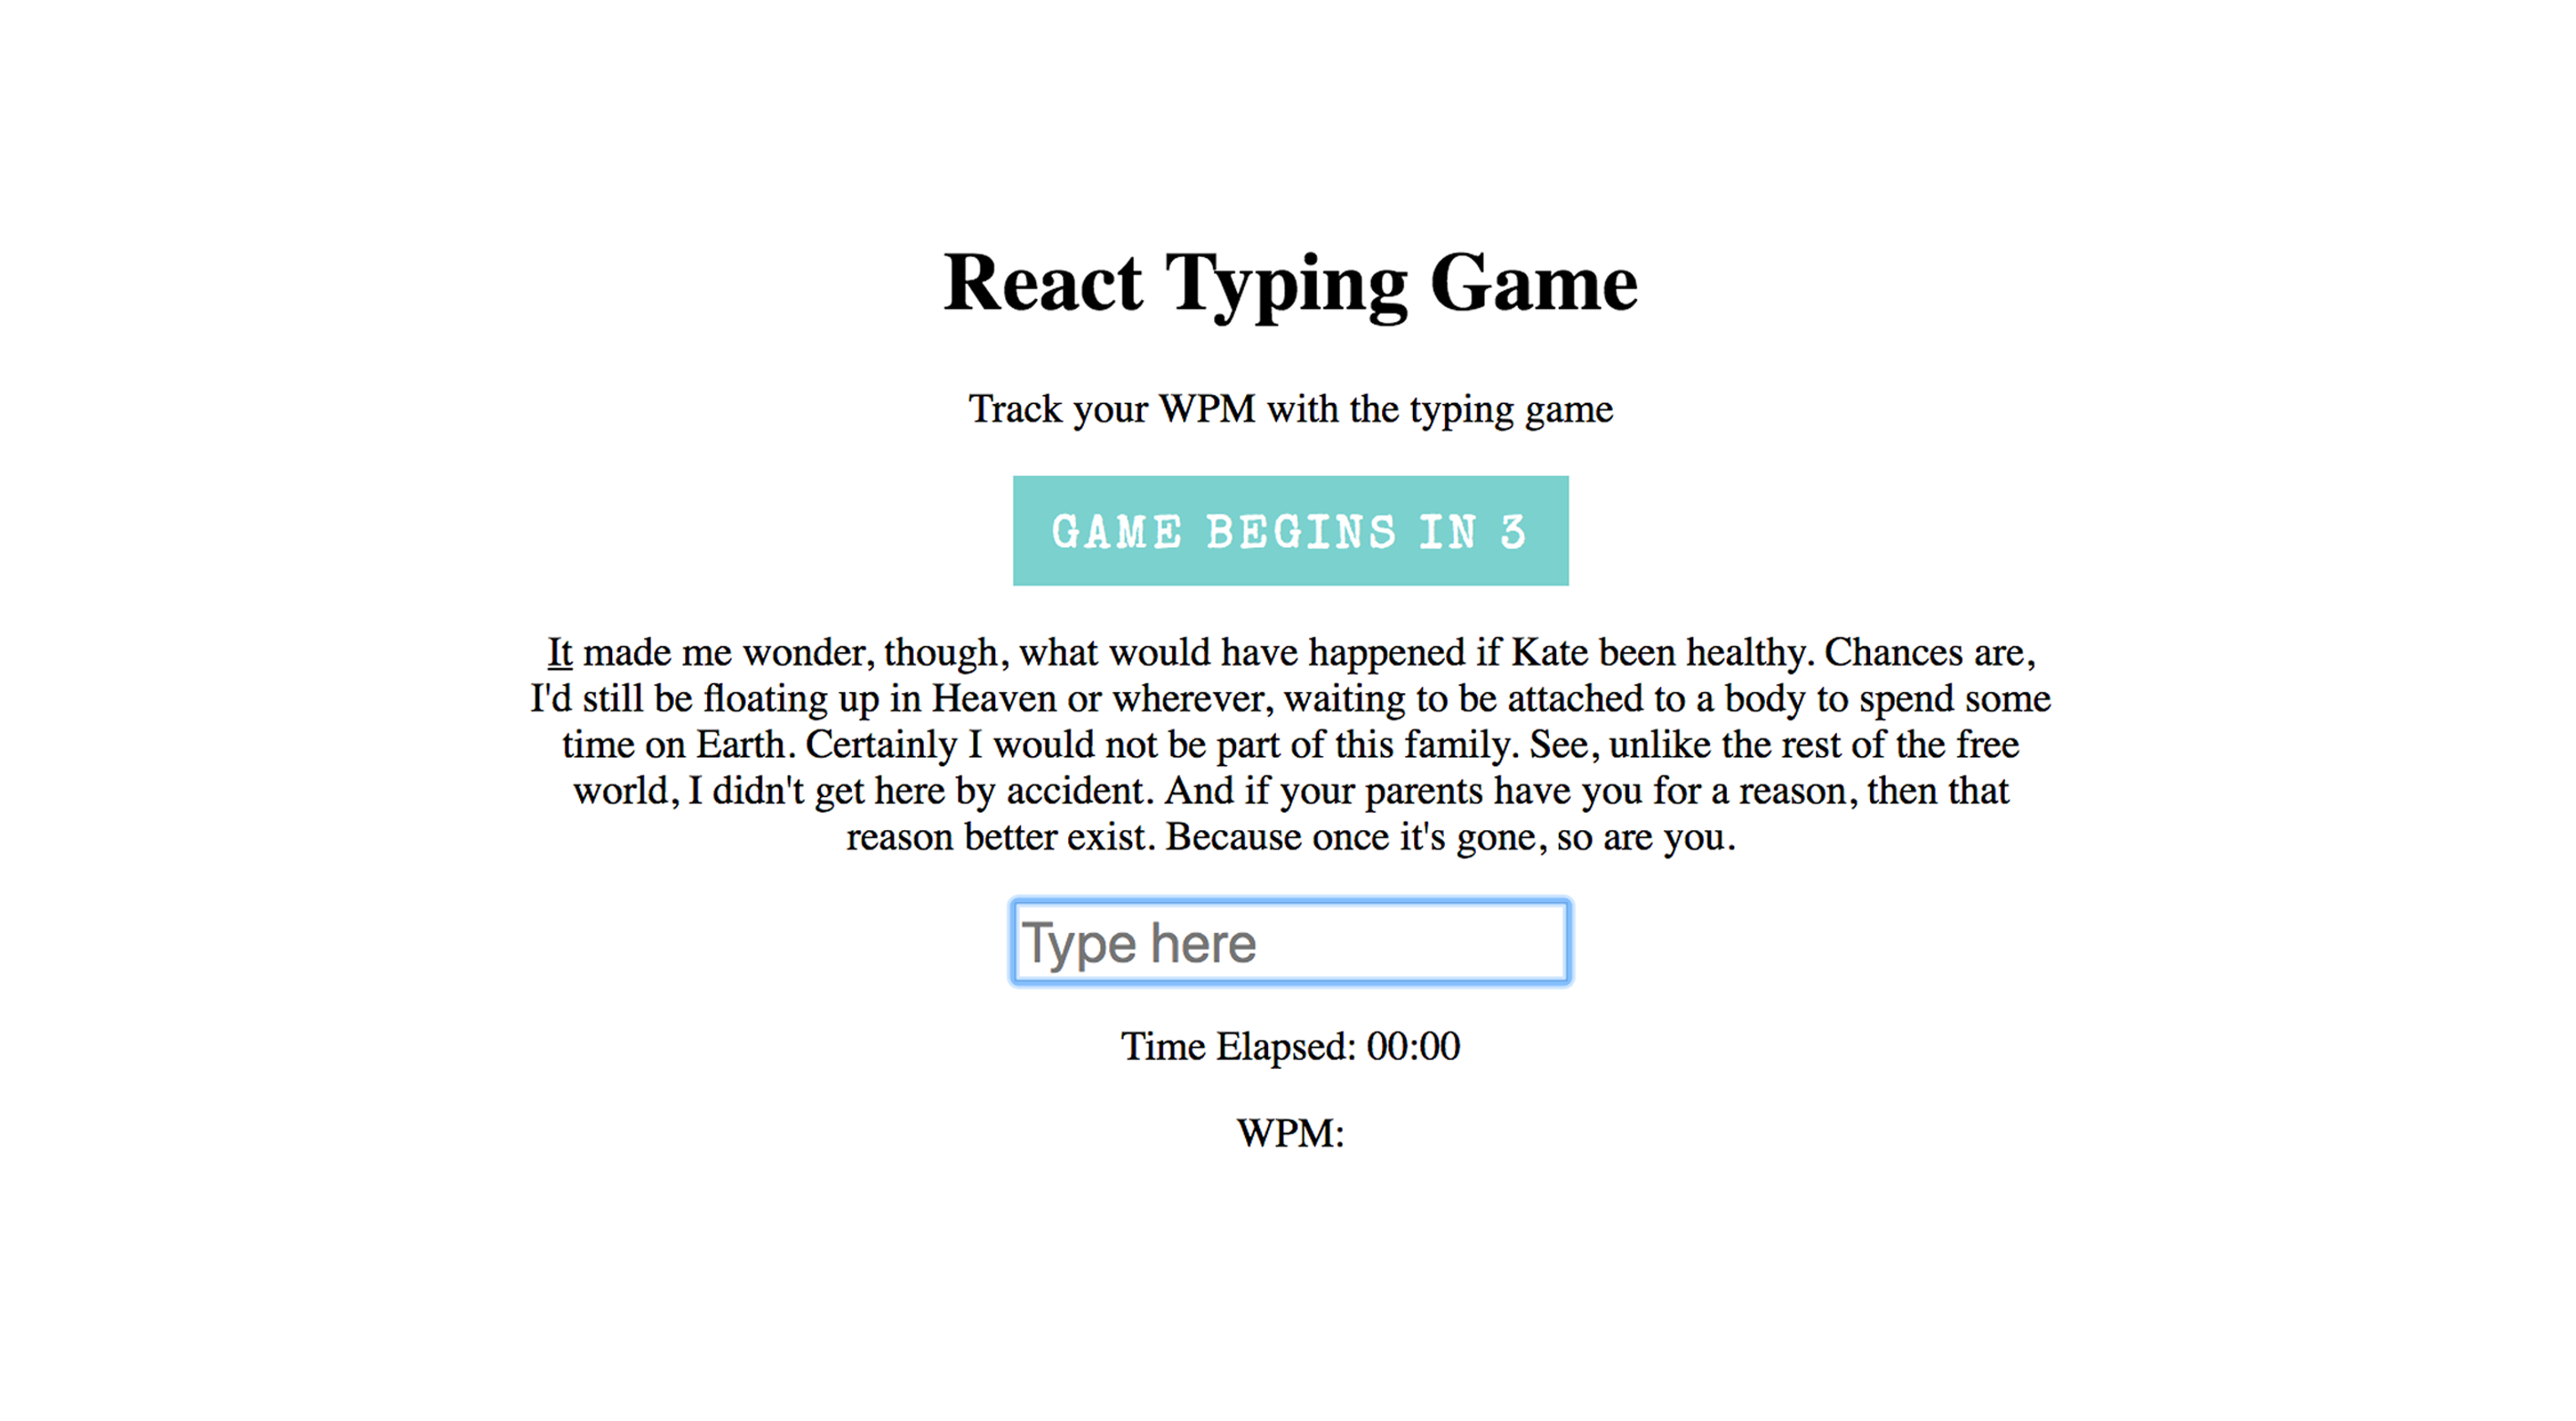 React Typing Game
Track your WPM with the typing game
GAME BEGINS IN 3
It made me wonder, though, what would have happened if Kate been healthy. Chances are,
I'd still be floating up in Heaven or wherever, waiting to be attached to a body to spend some
time on Earth. Certainly I would not be part of this family. See, unlike the rest of the free
world, I didn't get here by accident. And if your parents have you for a reason, then that
reason better exist. Because once it's gone, so are you.
Type here
Time Elapsed: 00:00
WPM: